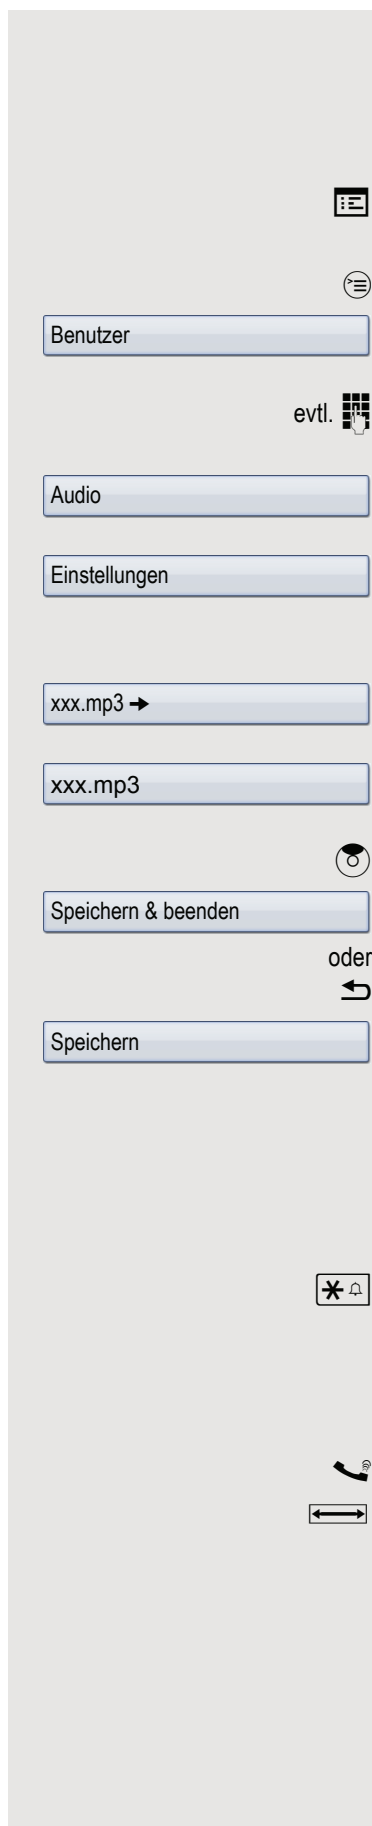 Benutzer
evtl.
Audio
Einstellungen
xxx.mp3 →
xxx.mp3
Speichern & beenden
oder
Speichern